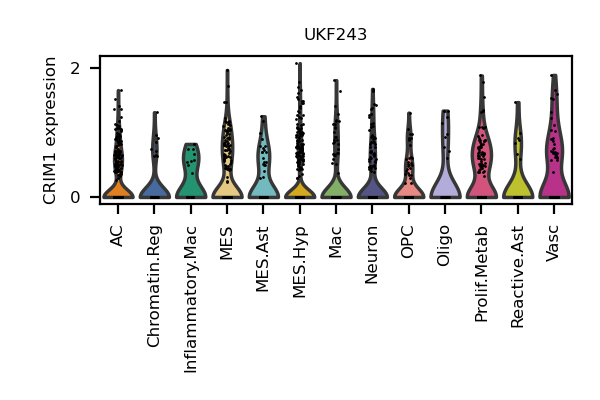 UKF243
CRIM1 expression
2
0
AC
Chromatin.Reg
Inflammatory.Mac
MES
MES.Ast
MES.Hyp
Mac
Neuron
OPC
Oligo
Prolif.Metab
Reactive.Ast
Vasc